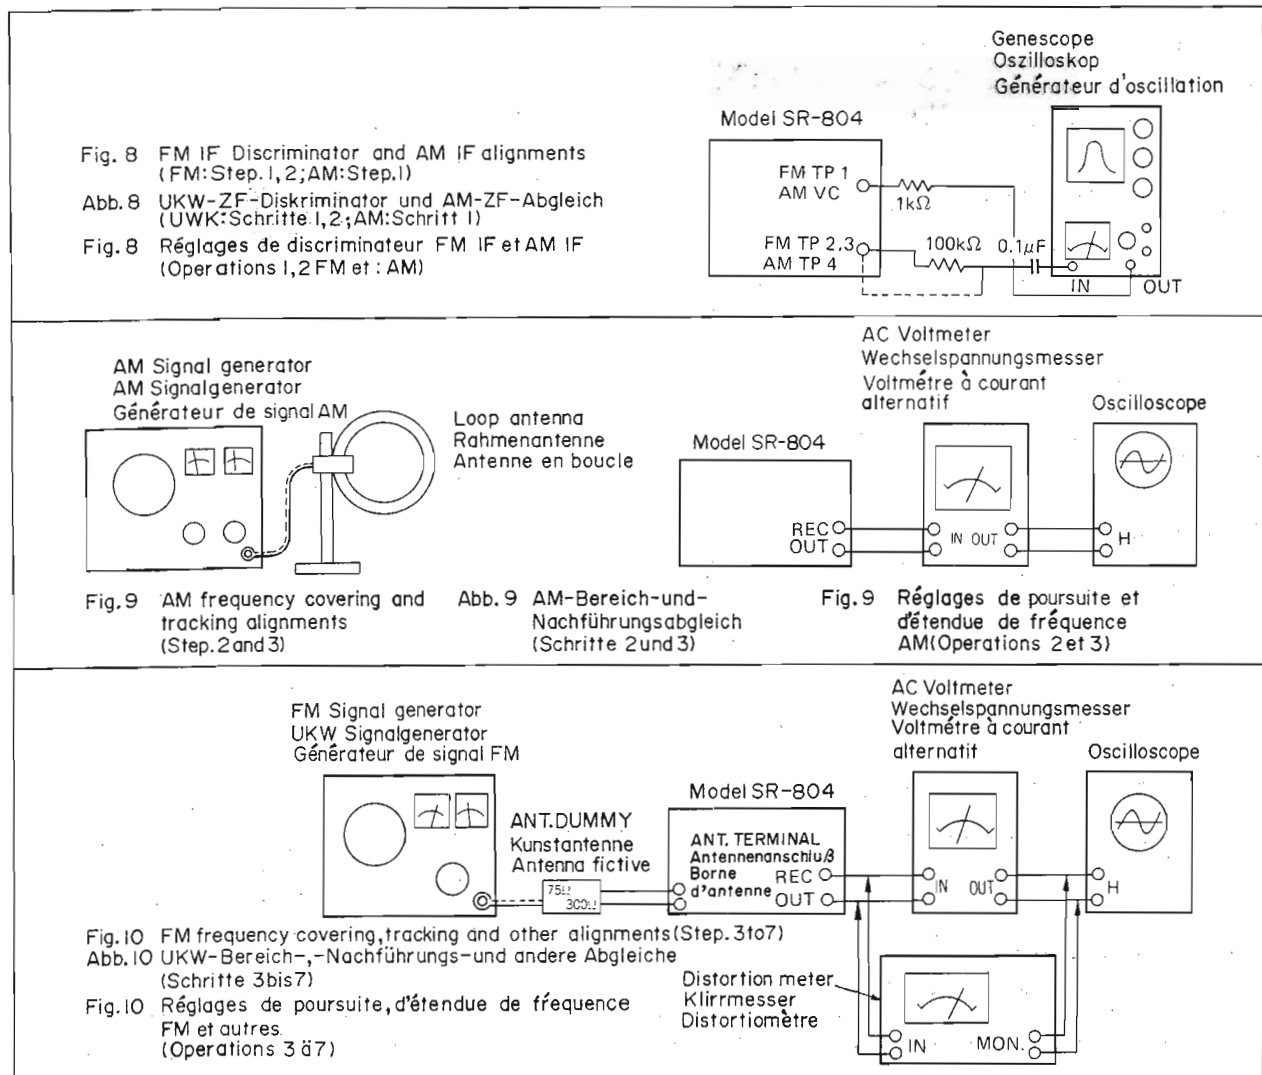 Genescope
Oszilloskop
Générateur d'oscillation
Model SR-804
Fig. 8 FM IF Discriminator and AM IF alignments
(FM:Step.1,2;AM:Step.1)
Abb. 8 UKW-ZF-Diskriminator und AM-ZF-Abgleich
(UWK:Schritte 1,2;AM:Schritt 1)
Fig. 8 Réglages de discriminateur FM IF et AM IF
(Operations 1,2 FM et : AM)
FM TP 1
AM VC
1kΩ
FM TP 2,3
AM TP 4
100kΩ
0.1μF
IN
OUT
AM Signal generator
AM Signalgenerator
Générateur de signal AM
Loop antenna
Rahmenantenne
Antenne en boucle
Model SR-804
REC
OUT
AC Voltmeter
Wechselspannungsmesser
Voltmétre à courant
alternatif
IN OUT
Oscilloscope
H
Fig. 9 AM frequency covering and
tracking alignments
(Step. 2 and 3)
Abb. 9 AM-Bereich-und-
Nachführungsabgleich
(Schritte 2 und 3)
Fig. 9 Réglages de poursuite et
d'étendue de fréquence
AM(Operations 2 et 3)
FM Signal generator
UKW Signalgenerator
Générateur de signal FM
ANT. DUMMY
Kunstantenne
Antenna fictive
75Ω
300Ω
Model SR-804
ANT. TERMINAL
Antennenanschluß
Borne
d'antenne
REC
OUT
AC Voltmeter
Wechselspannungsmesser
Voltmétre à courant
alternatif
IN OUT
Oscilloscope
H
Fig. 10 FM frequency covering, tracking and other alignments (Step. 3 to 7)
Abb. 10 UKW-Bereich-,-Nachführungs-und andere Abgleiche
(Schritte 3 bis 7)
Fig. 10 Réglages de poursuite, d'étendue de fréquence
FM et autres
(Operations 3 ä 7)
Distortion meter
Klirrmesser
Distortiomètre
IN MON.